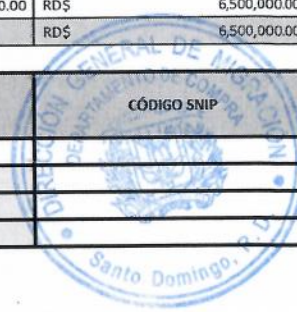 0.00 RD$ 6,500,000.00
RD$ 6,500,000.00
CÓDIGO SNIP
DIRECCIÓN GENERAL DE MIGRACIÓN
DEPARTAMENTO DE COMPRA
Santo Domingo, R. D.